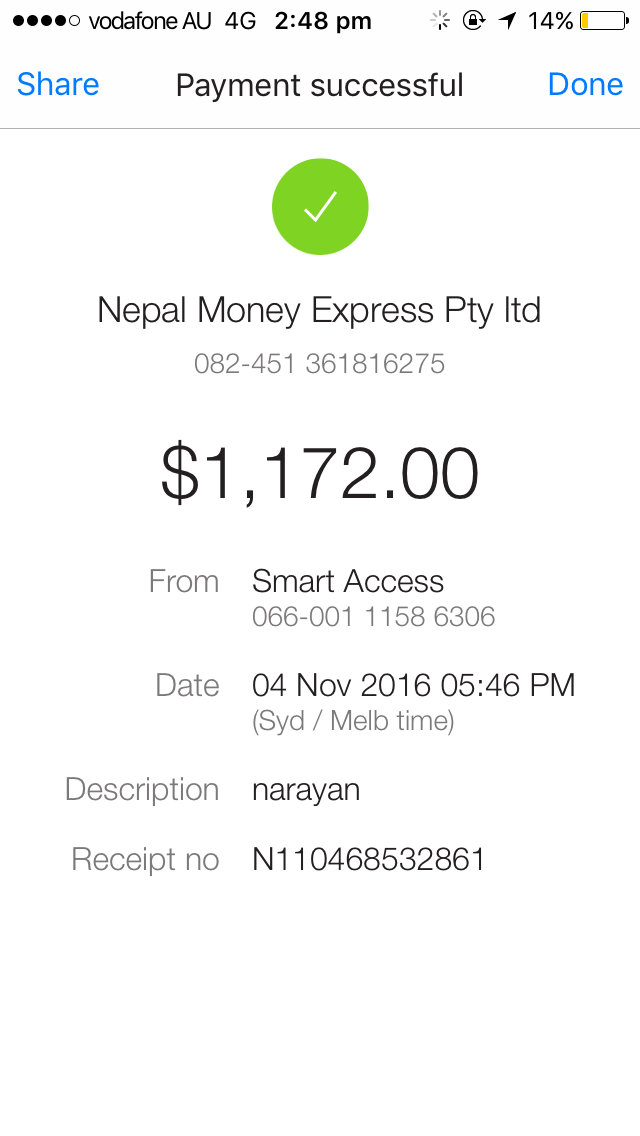 vodafone AU 4G 2:48 pm 14%
Share Payment successful Done
Nepal Money Express Pty ltd
082-451 361816275
$1,172.00
From Smart Access
066-001 1158 6306
Date 04 Nov 2016 05:46 PM
(Syd / Melb time)
Description narayan
Receipt no N110468532861